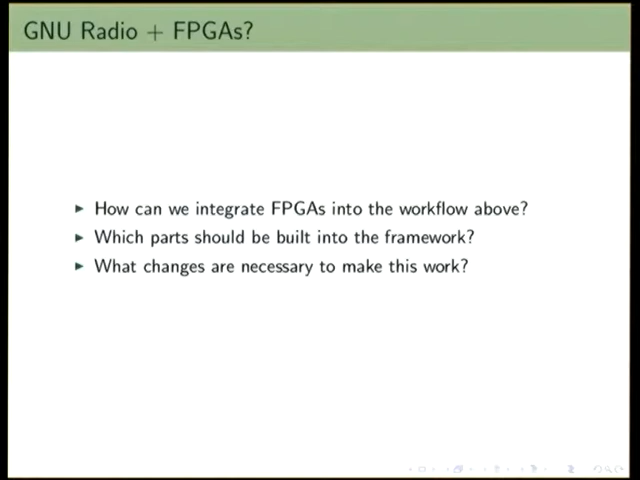 GNU Radio + FPGAs?
How can we integrate FPGAs into the workflow above?
Which parts should be built into the framework?
What changes are necessary to make this work?